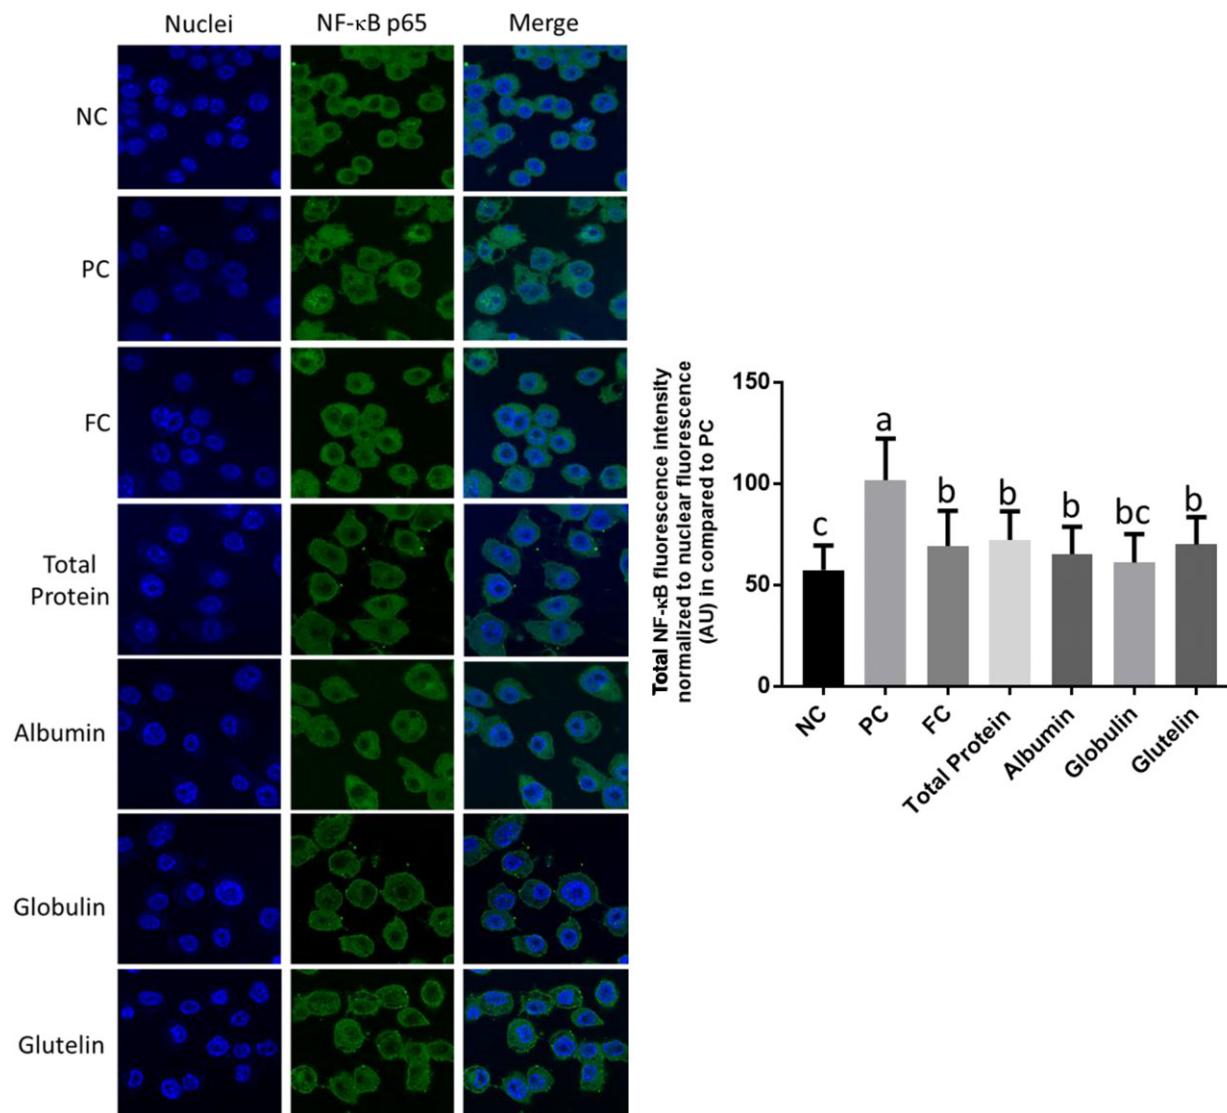 Nuclei NF-κB p65 Merge
NC
PC
FC
Total
Protein
Albumin
Globulin
Glutelin
Total NF-κB fluorescence intensity
normalized to nuclear fluorescence
(AU) in compared to PC
150
100
50
0
c
a
b
b
b
bc
b
NC
PC
FC
Total Protein
Albumin
Globulin
Glutelin